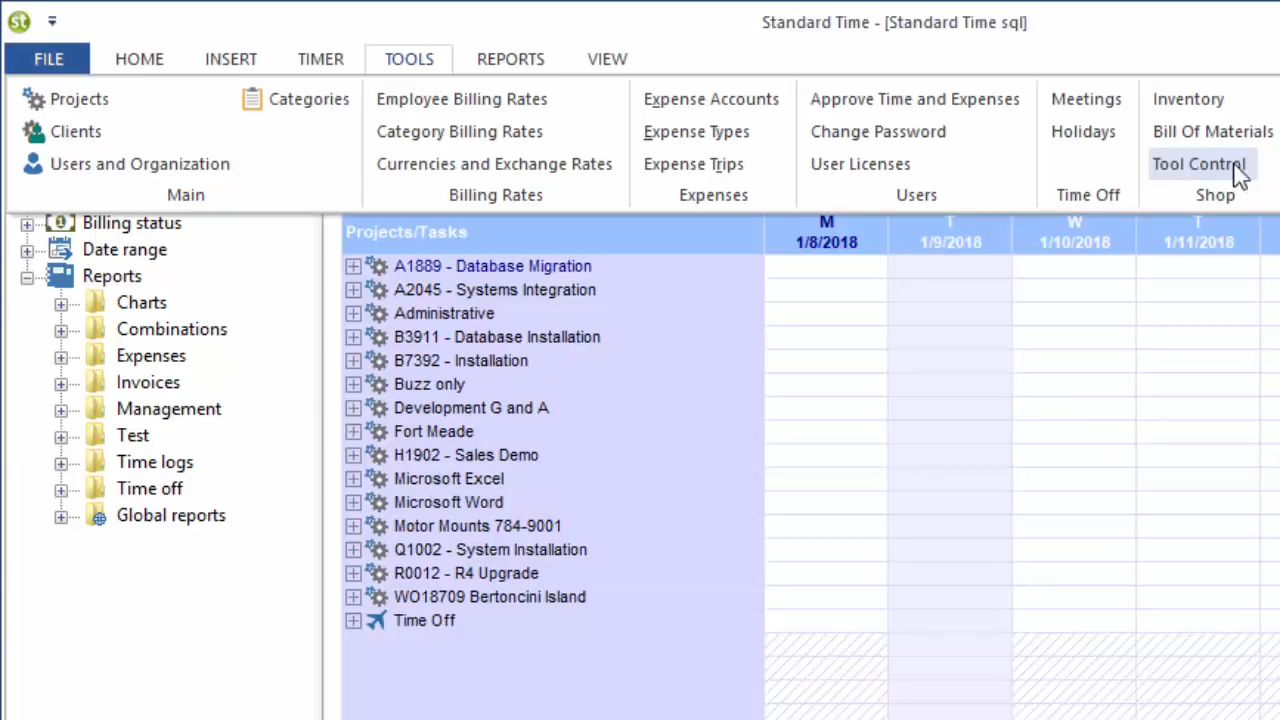 st
Standard Time - [Standard Time sql]
FILE HOME INSERT TIMER TOOLS REPORTS VIEW
Projects Categories Employee Billing Rates Expense Accounts Approve Time and Expenses Meetings Inventory
Clients Category Billing Rates Expense Types Change Password Holidays Bill Of Materials
Users and Organization Currencies and Exchange Rates Expense Trips User Licenses Tool Control
Main Billing Rates Expenses Users Time Off Shop
Billing status
Date range
Reports
Charts
Combinations
Expenses
Invoices
Management
Test
Time logs
Time off
Global reports
Projects/Tasks
M T W T
1/8/2018 1/9/2018 1/10/2018 1/11/2018
A1889 - Database Migration
A2045 - Systems Integration
Administrative
B3911 - Database Installation
B7392 - Installation
Buzz only
Development G and A
Fort Meade
H1902 - Sales Demo
Microsoft Excel
Microsoft Word
Motor Mounts 784-9001
Q1002 - System Installation
R0012 - R4 Upgrade
WO18709 Bertoncini Island
Time Off